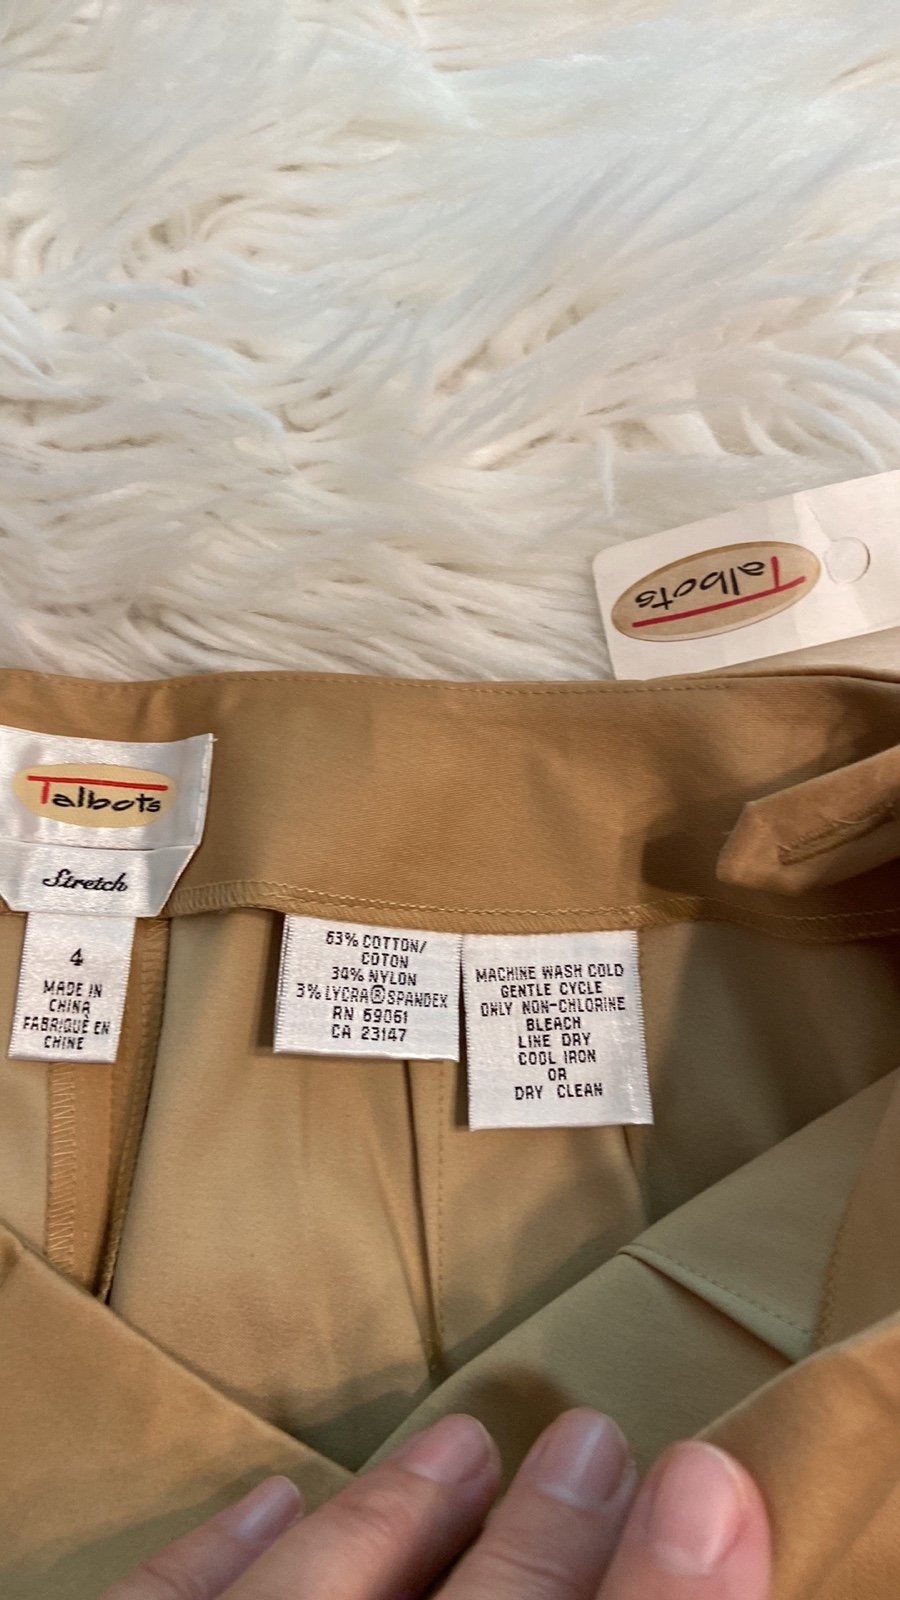 Talbots
Talbots
Stretch
4
MADE IN
CHINA
FABRIQUÉ EN
CHINE
63% COTTON/
COTON
34% NYLON
3% LYCRA® SPANDEX
RN 69061
CA 23147
MACHINE WASH COLD
GENTLE CYCLE
ONLY NON-CHLORINE
BLEACH
LINE DRY
COOL IRON
OR
DRY CLEAN